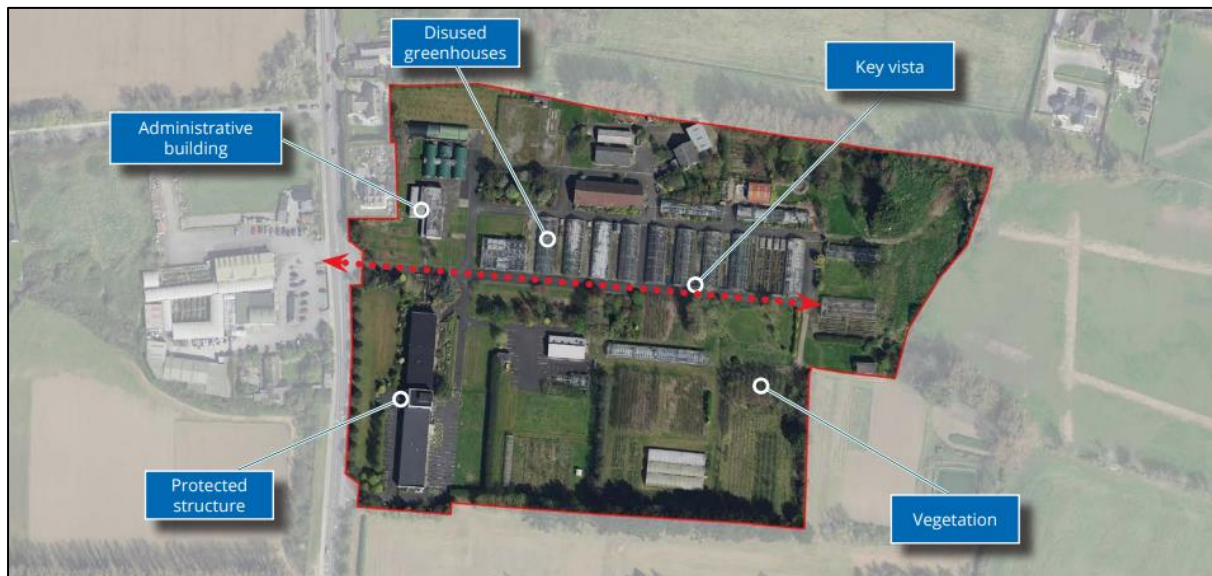 Disused
greenhouses
Key vista
Administrative
building
Protected
structure
Vegetation